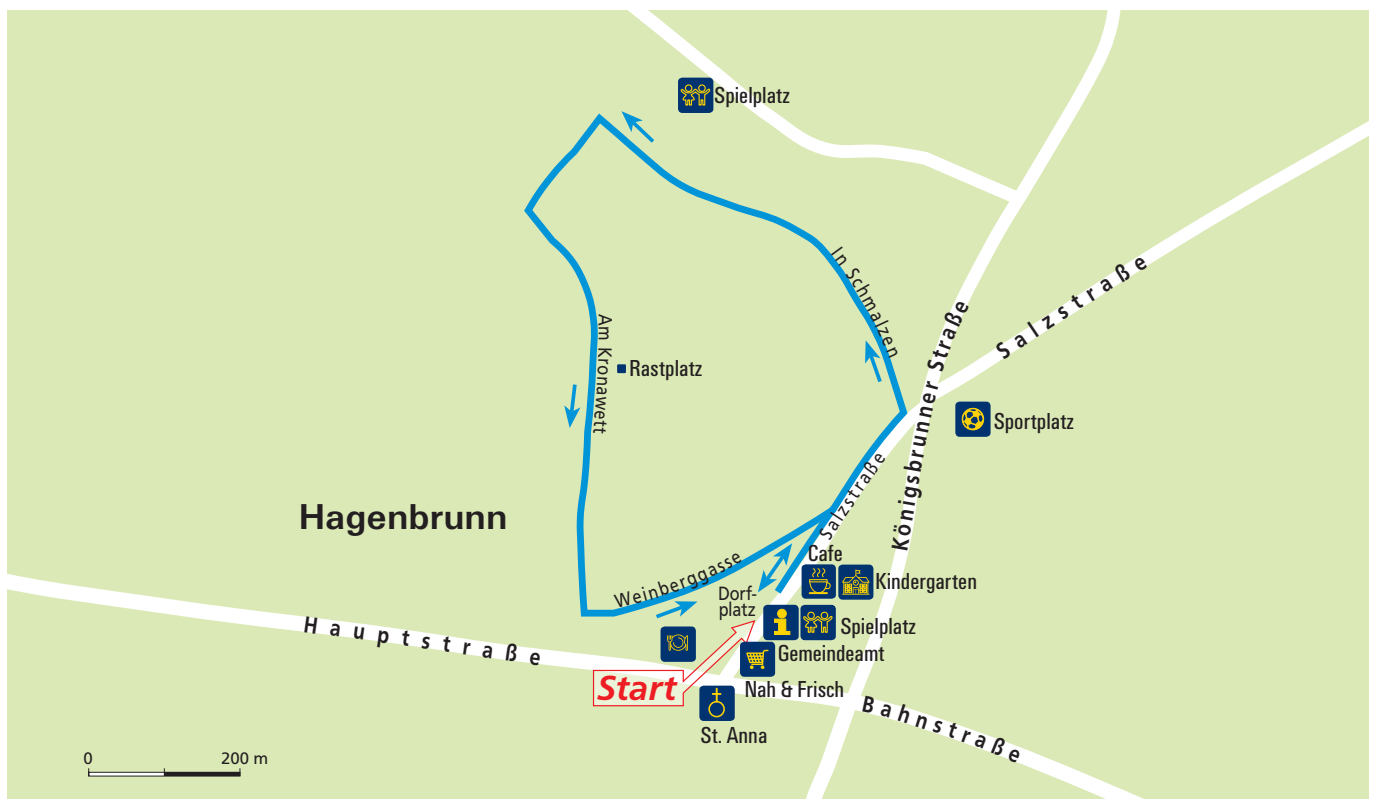 Spielplatz
In Schmalzen
Salzstraße
Königsbrunner Straße
Am Kronawett
Rastplatz
Sportplatz
Hagenbrunn
Salzstraße
Cafe
Weinberggasse
Kindergarten
Dorf-
platz
Spielplatz
Hauptstraße
Gemeindeamt
Start
Nah & Frisch
Bahnstraße
St. Anna
0 200 m